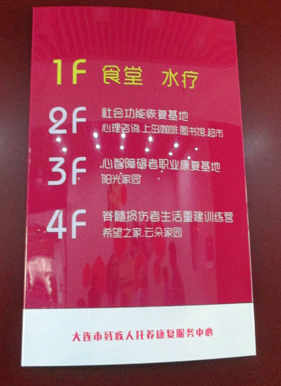 1F 食堂 水疗
2F 社会功能恢复基地
心理咨询 上岛咖啡 图书馆 超市
3F 心智障碍者职业康复基地
阳光家园
4F 脊髓损伤者生活重建训练营
希望之家 云朵家园
大连市残疾人托养康复服务中心